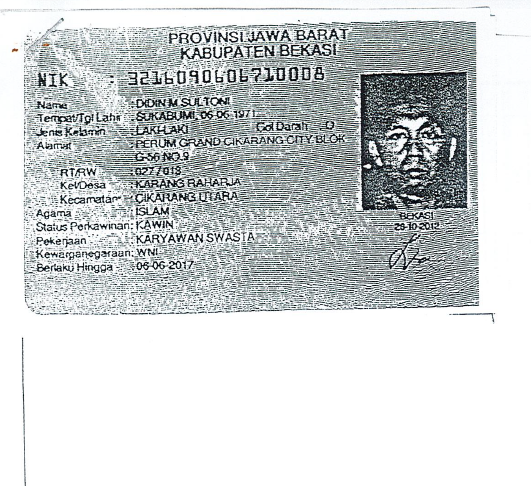 PROVINSI JAWA BARAT
KABUPATEN BEKASI
NIK : 3216090606710008
Nama : DIDIN M SULTONI
Tempat/Tgl Lahir : SUKABUMI, 06-06-1971
Jenis Kelamin : LAKI-LAKI Gol Darah : O
Alamat : PERUM GRAND CIKARANG CITY BLOK
G-56 NO.9
RT/RW : 027/013
Kel/Desa : KARANG RAHARJA
Kecamatan : CIKARANG UTARA
Agama : ISLAM
Status Perkawinan: KAWIN
Pekerjaan : KARYAWAN SWASTA
Kewarganegaraan: WNI
Berlaku Hingga : 06-06-2017
BEKASI
29-10-2012